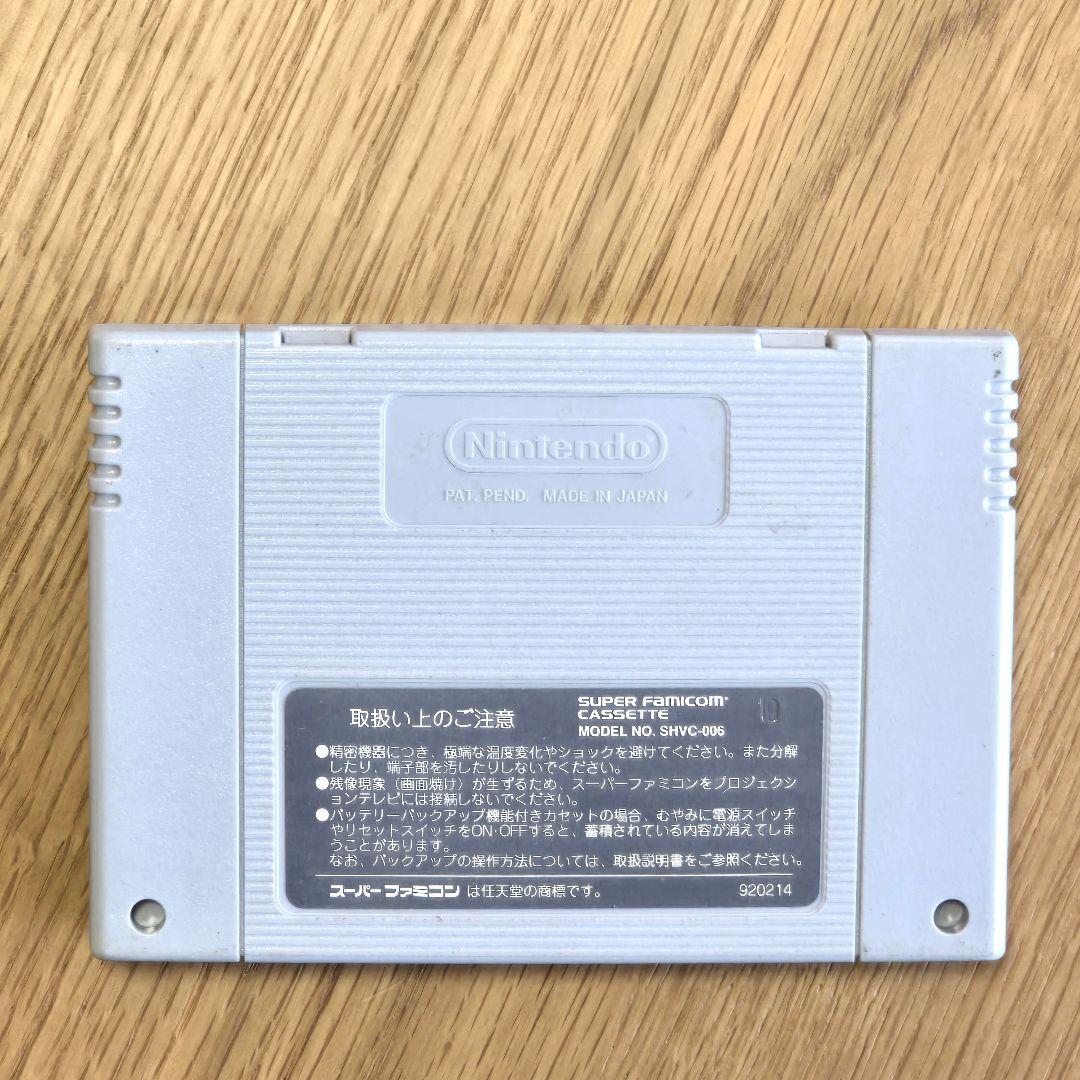 Nintendo
PAT. PEND. MADE IN JAPAN
取扱い上のご注意
SUPER FAMICOM
CASSETTE
MODEL NO. SHVC-006
10
●精密機器につき、極端な温度変化やショックを避けてください。また分解
したり、端子部を汚したりしないでください。
●残像現象（画面焼け）が生ずるため、スーパーファミコンをプロジェクシ
ョンテレビには接続しないでください。
●バッテリーバックアップ機能付きカセットの場合、むやみに電源スイッチ
やリセットスイッチをON･OFFすると、蓄積されている内容が消えてしま
うことがあります。
なお、バックアップの操作方法については、取扱説明書をご参照ください。
スーパーファミコン は任天堂の商標です。
920214